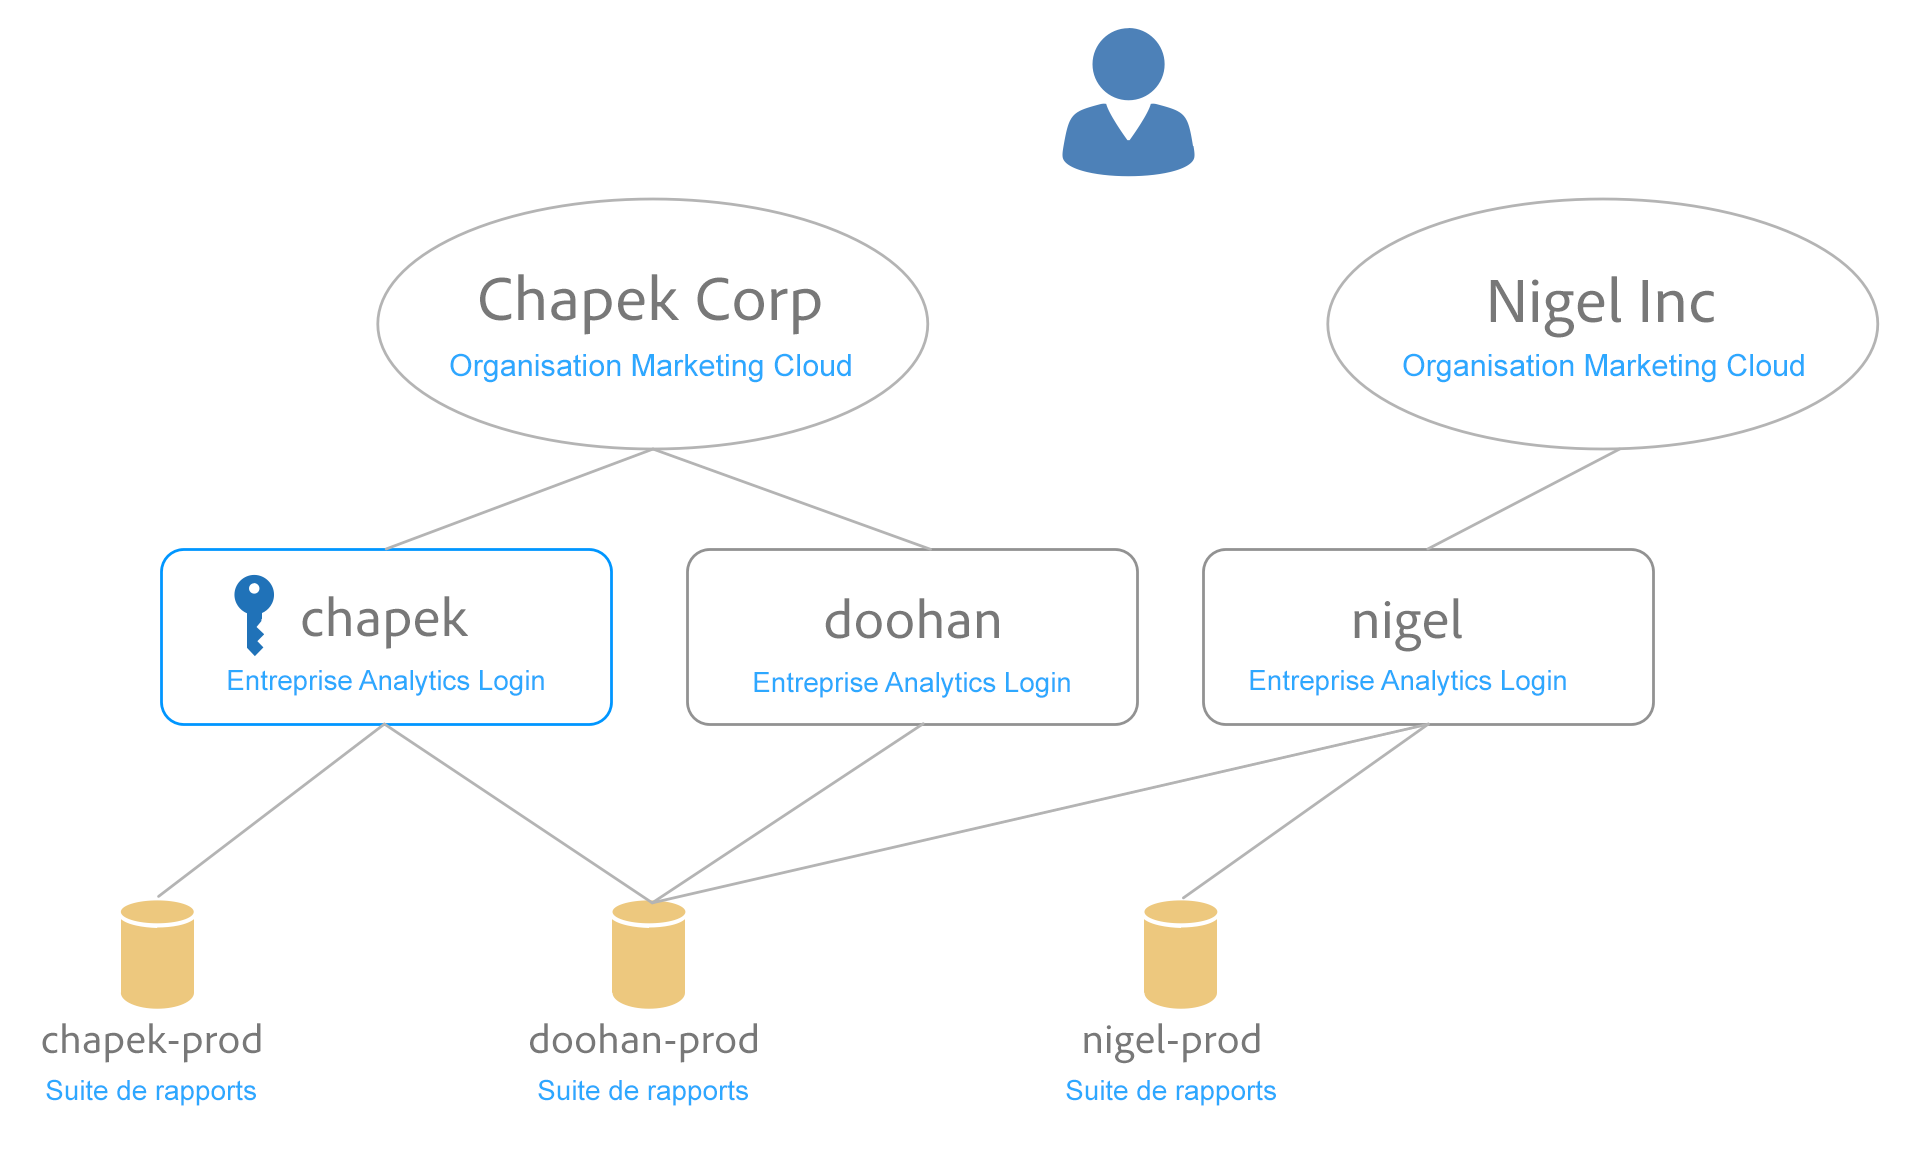 Chapek Corp
Organisation Marketing Cloud
Nigel Inc
Organisation Marketing Cloud
chapek
Entreprise Analytics Login
doohan
Entreprise Analytics Login
nigel
Entreprise Analytics Login
chapek-prod
Suite de rapports
doohan-prod
Suite de rapports
nigel-prod
Suite de rapports